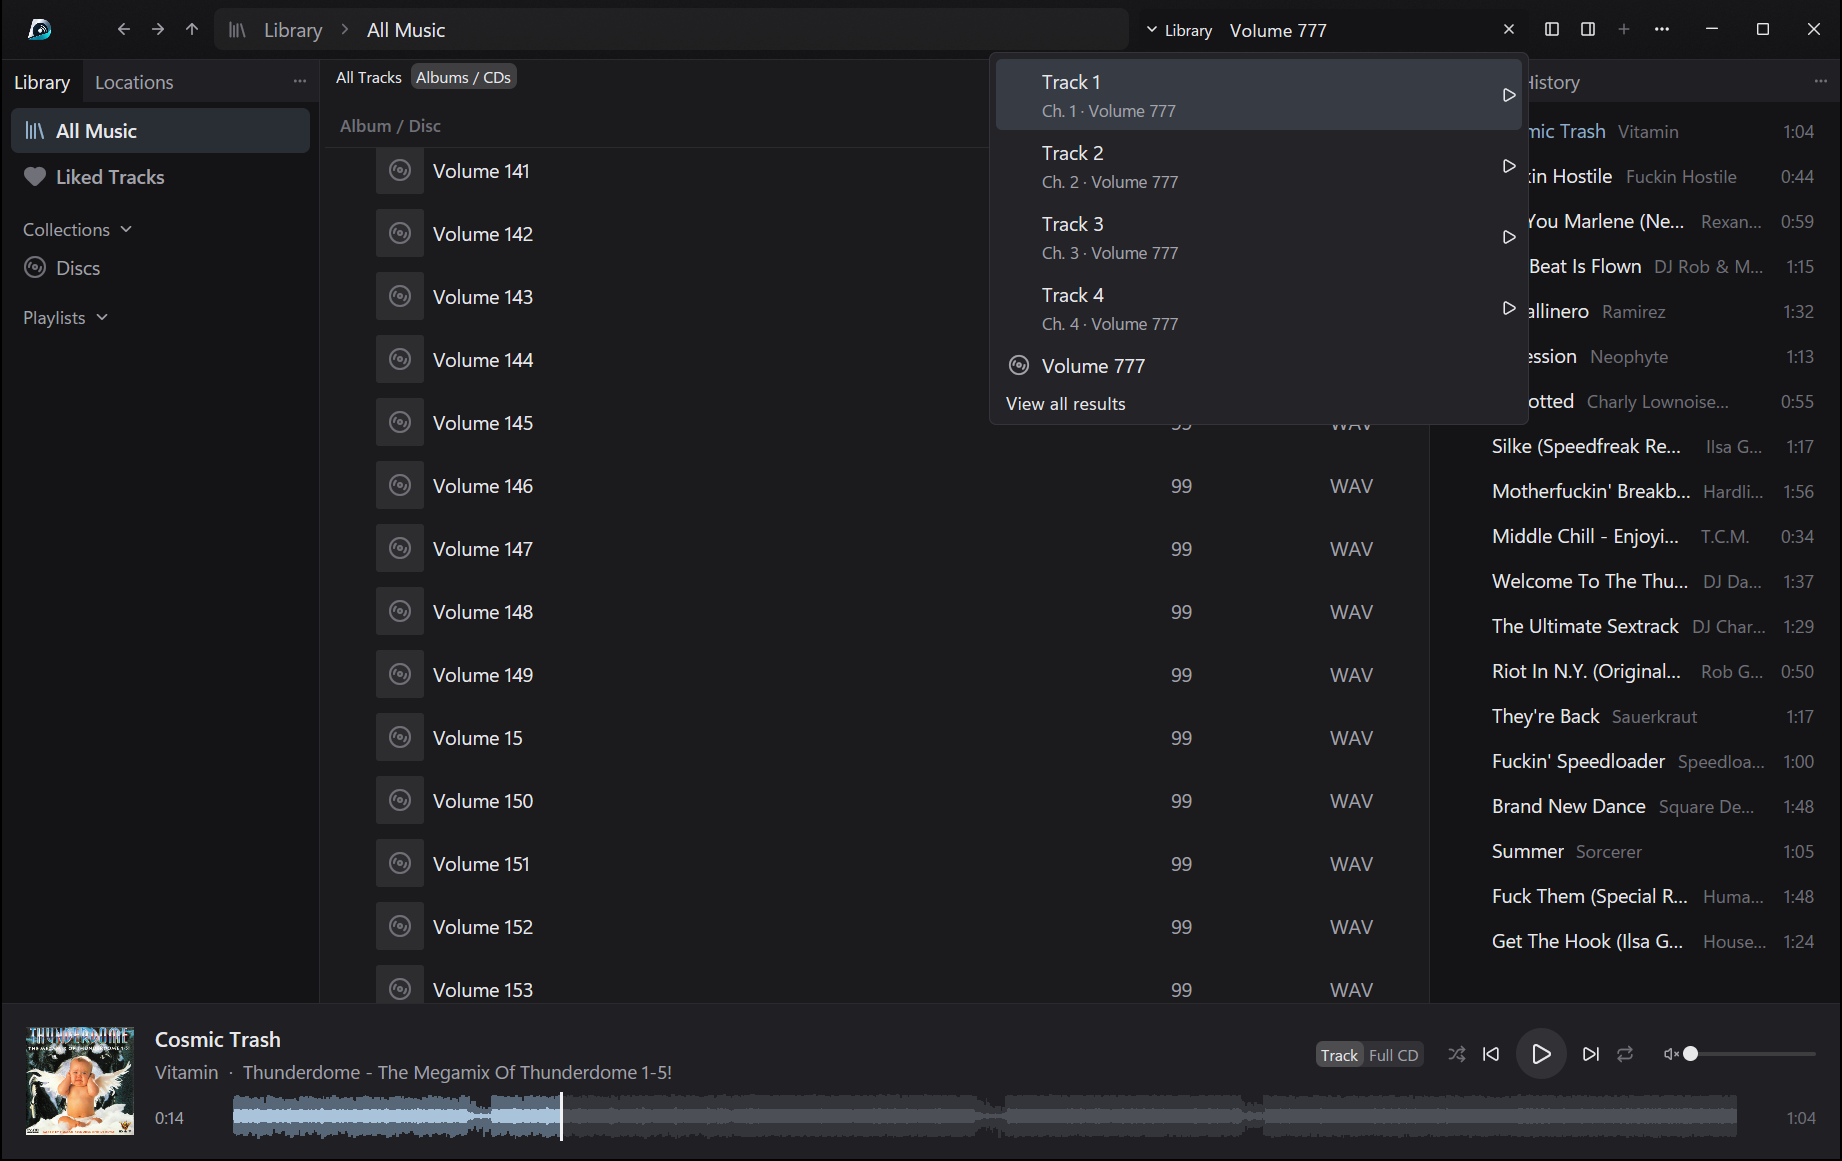 Library All Music
Library Volume 777
Library Locations
All Music
Liked Tracks
Collections
Discs
Playlists
All Tracks Albums / CDs
Album / Disc
Volume 141
Volume 142
Volume 143
Volume 144
Volume 145 99 WAV
Volume 146 99 WAV
Volume 147 99 WAV
Volume 148 99 WAV
Volume 149 99 WAV
Volume 15 99 WAV
Volume 150 99 WAV
Volume 151 99 WAV
Volume 152 99 WAV
Volume 153 99 WAV
Track 1
Ch. 1 · Volume 777
Track 2
Ch. 2 · Volume 777
Track 3
Ch. 3 · Volume 777
Track 4
Ch. 4 · Volume 777
Volume 777
View all results
History
mic Trash Vitamin 1:04
kin Hostile Fuckin Hostile 0:44
You Marlene (Ne... Rexan... 0:59
Beat Is Flown DJ Rob & M... 1:15
allinero Ramirez 1:32
ession Neophyte 1:13
otted Charly Lownoise... 0:55
Silke (Speedfreak Re... Ilsa G... 1:17
Motherfuckin' Breakb... Hardli... 1:56
Middle Chill - Enjoyi... T.C.M. 0:34
Welcome To The Thu... DJ Da... 1:37
The Ultimate Sextrack DJ Char... 1:29
Riot In N.Y. (Original... Rob G... 0:50
They're Back Sauerkraut 1:17
Fuckin' Speedloader Speedloa... 1:00
Brand New Dance Square De... 1:48
Summer Sorcerer 1:05
Fuck Them (Special R... Huma... 1:48
Get The Hook (Ilsa G... House... 1:24
THUNDERDOME
THE MEGAMIX OF THUNDERDOME 1-5!
Cosmic Trash
Vitamin · Thunderdome - The Megamix Of Thunderdome 1-5!
0:14
Track Full CD
1:04